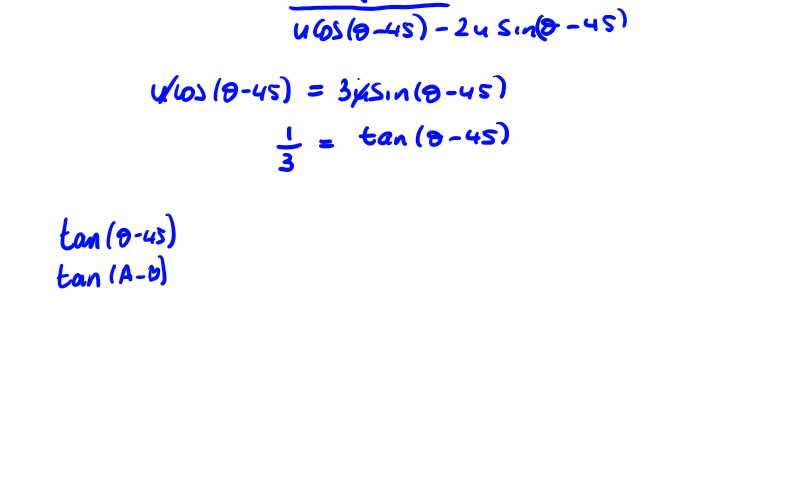 u cos(θ-45) - 2u sin(θ-45)
u cos(θ-45) = 3u sin(θ-45)
1/3 = tan(θ-45)
tan(θ-45)
tan(A-B)